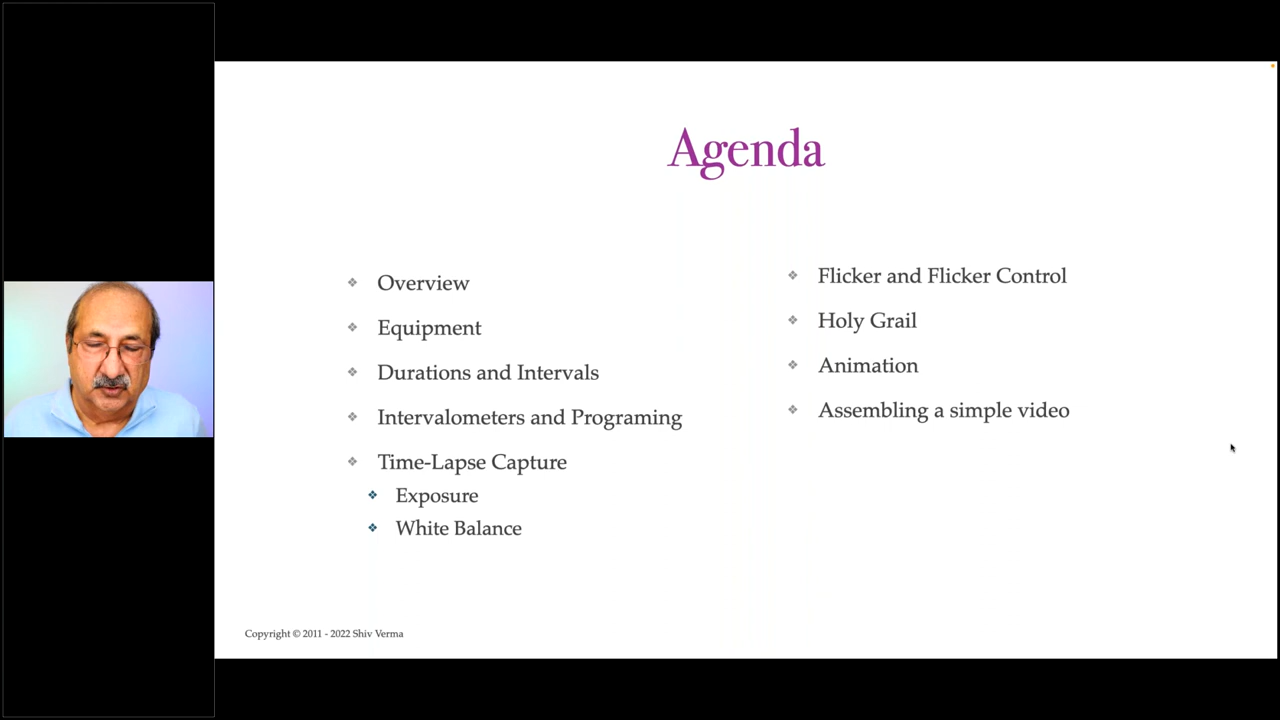 Agenda
Overview
Equipment
Durations and Intervals
Intervalometers and Programing
Time-Lapse Capture
Exposure
White Balance
Flicker and Flicker Control
Holy Grail
Animation
Assembling a simple video
Copyright © 2011 - 2022 Shiv Verma